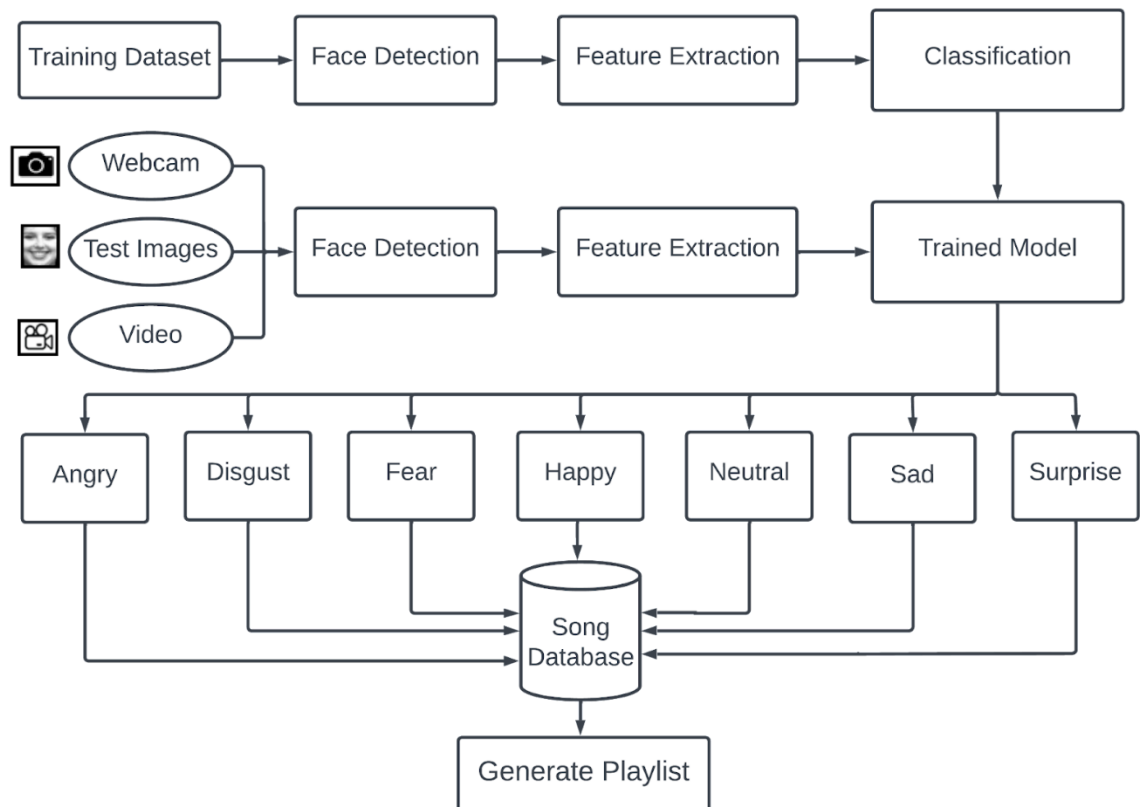 Training Dataset
Face Detection
Feature Extraction
Classification
Webcam
Test Images
Face Detection
Feature Extraction
Trained Model
Video
Angry
Disgust
Fear
Happy
Neutral
Sad
Surprise
Song
Database
Generate Playlist